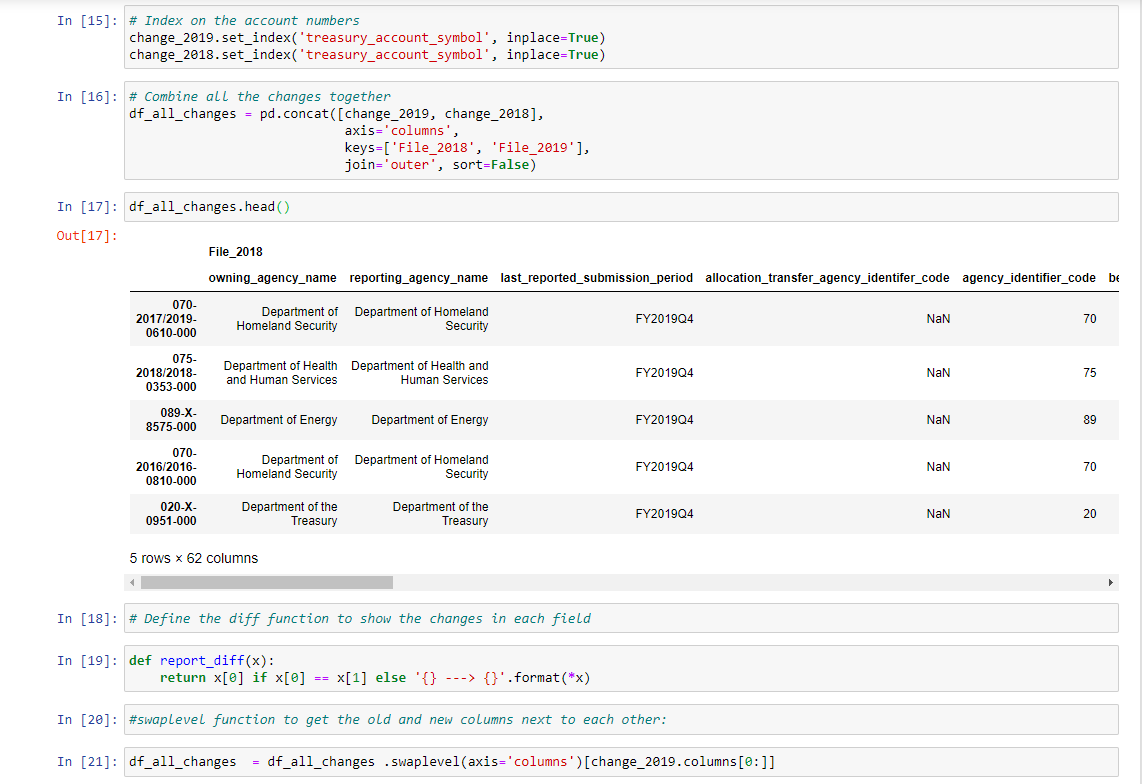 In [15]: # Index on the account numbers
change_2019.set_index('treasury_account_symbol', inplace=True)
change_2018.set_index('treasury_account_symbol', inplace=True)
In [16]: # Combine all the changes together
df_all_changes = pd.concat([change_2019, change_2018],
axis='columns',
keys=['File_2018', 'File_2019'],
join='outer', sort=False)
In [17]: df_all_changes.head()
Out[17]:
File_2018
owning_agency_name reporting_agency_name last_reported_submission_period allocation_transfer_agency_identifer_code agency_identifier_code be
070-
2017/2019-
0610-000
Department of
Homeland Security
Department of Homeland
Security
FY2019Q4
NaN
70
075-
2018/2018-
0353-000
Department of Health
and Human Services
Department of Health and
Human Services
FY2019Q4
NaN
75
089-X-
8575-000
Department of Energy
Department of Energy
FY2019Q4
NaN
89
070-
2016/2016-
0810-000
Department of
Homeland Security
Department of Homeland
Security
FY2019Q4
NaN
70
020-X-
0951-000
Department of the
Treasury
Department of the
Treasury
FY2019Q4
NaN
20
5 rows × 62 columns
In [18]: # Define the diff function to show the changes in each field
In [19]: def report_diff(x):
return x[0] if x[0] == x[1] else '{} ---> {}'.format(*x)
In [20]: #swaplevel function to get the old and new columns next to each other:
In [21]: df_all_changes  = df_all_changes .swaplevel(axis='columns')[change_2019.columns[0:]]